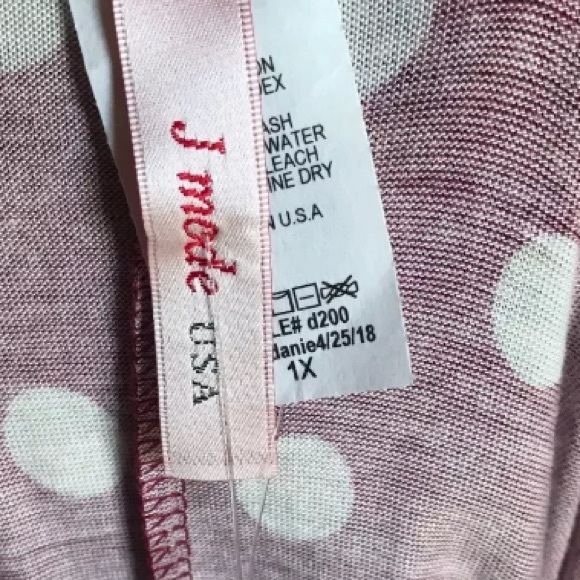 J mode USA
ON
DEX
ASH
WATER
LEACH
INE DRY
N U.S.A
LE# d200
danie4/25/18
1X